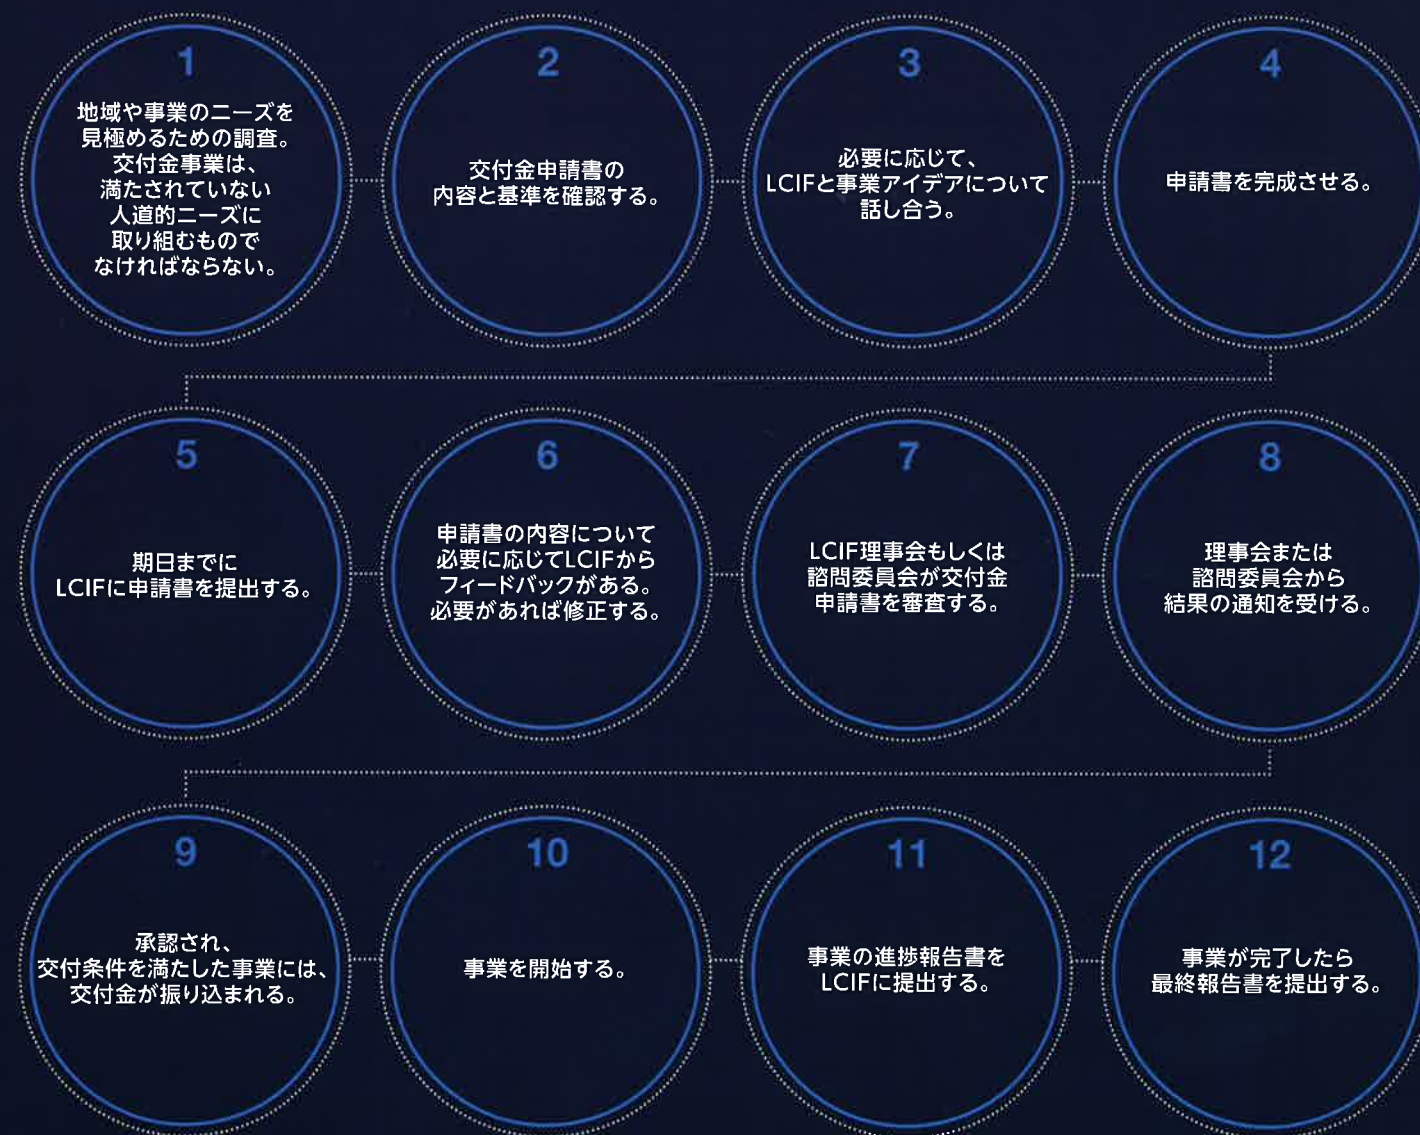 1
地域や事業のニーズを
見極めるための調査。
交付金事業は、
満たされていない
人道的ニーズに
取り組むもので
なければならない。
2
交付金申請書の
内容と基準を確認する。
3
必要に応じて、
LCIFと事業アイデアについて
話し合う。
4
申請書を完成させる。
5
期日までに
LCIFに申請書を提出する。
6
申請書の内容について
必要に応じてLCIFから
フィードバックがある。
必要があれば修正する。
7
LCIF理事会もしくは
諮問委員会が交付金
申請書を審査する。
8
理事会または
諮問委員会から
結果の通知を受ける。
9
承認され、
交付条件を満たした事業には、
交付金が振り込まれる。
10
事業を開始する。
11
事業の進捗報告書を
LCIFに提出する。
12
事業が完了したら
最終報告書を提出する。